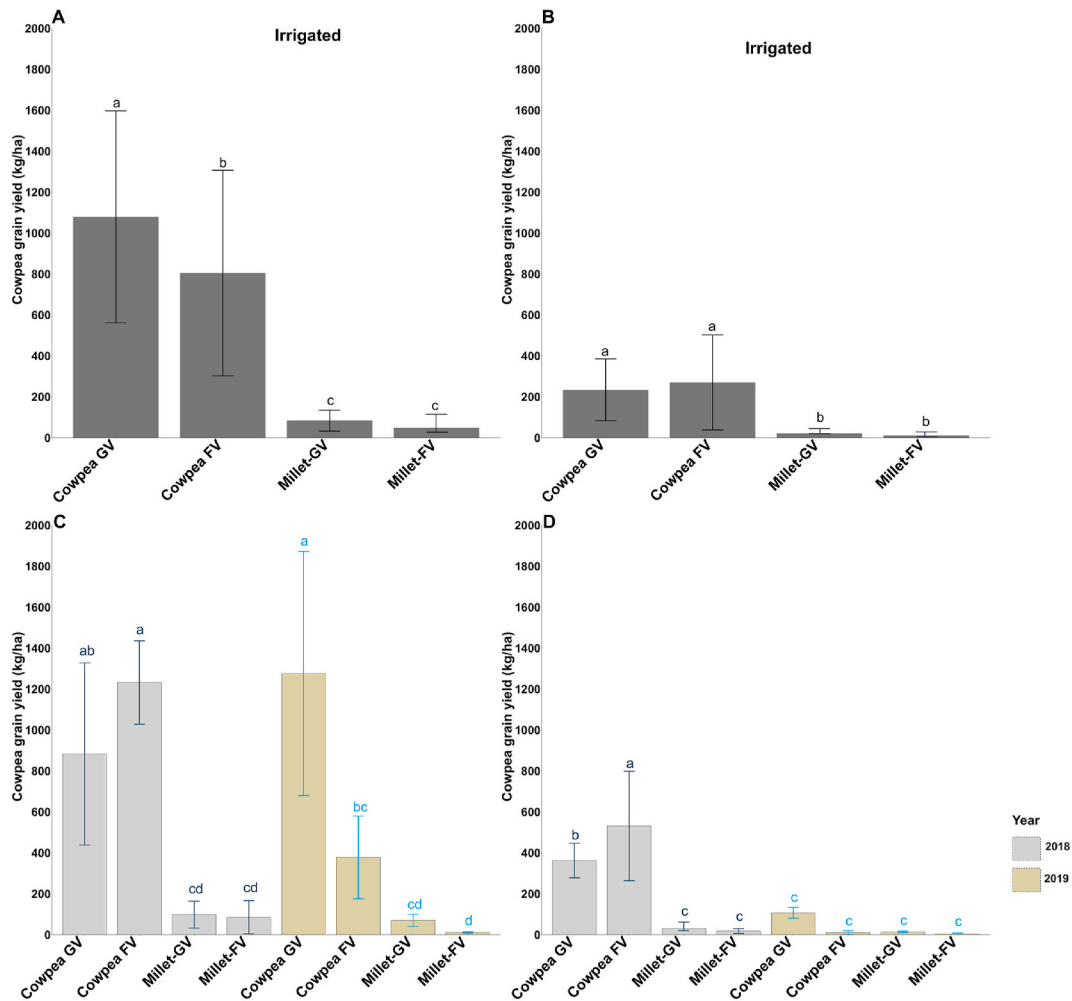 A
Irrigated
Cowpea grain yield (kg/ha)
2000
1800
1600
1400
1200
1000
800
600
400
200
0
a
b
c
c
Cowpea GV
Cowpea FV
Millet-GV
Millet-FV
B
Irrigated
Cowpea grain yield (kg/ha)
2000
1800
1600
1400
1200
1000
800
600
400
200
0
a
a
b
b
Cowpea GV
Cowpea FV
Millet-GV
Millet-FV
C
Cowpea grain yield (kg/ha)
2000
1800
1600
1400
1200
1000
800
600
400
200
0
ab
a
cd
cd
a
bc
cd
d
Cowpea GV
Cowpea FV
Millet-GV
Millet-FV
Cowpea GV
Cowpea FV
Millet-GV
Millet-FV
D
Cowpea grain yield (kg/ha)
2000
1800
1600
1400
1200
1000
800
600
400
200
0
b
a
c
c
c
c
c
c
Cowpea GV
Cowpea FV
Millet-GV
Millet-FV
Cowpea GV
Cowpea FV
Millet-GV
Millet-FV
Year
2018
2019